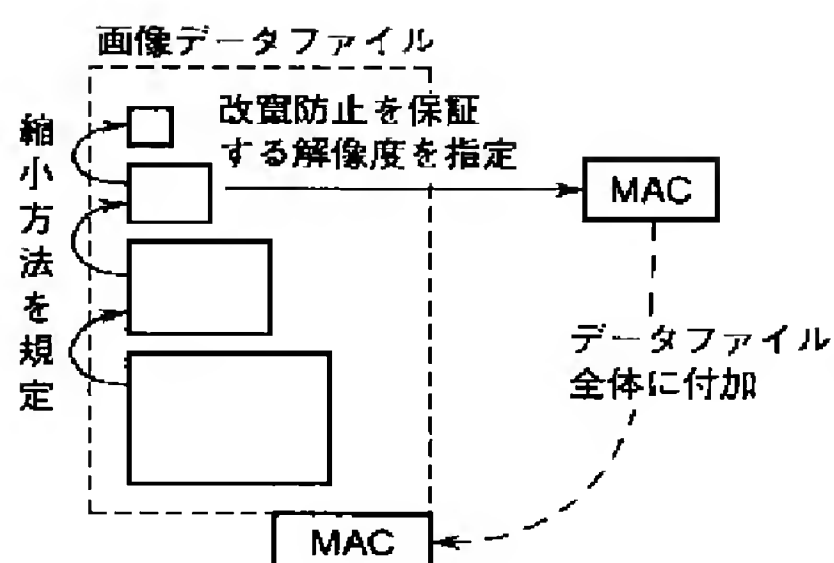 画像データファイル
縮小方法を規定
改竄防止を保証
する解像度を指定
MAC
データファイル
全体に付加
MAC